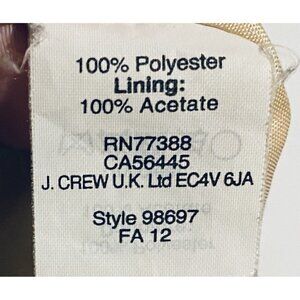 100% Polyester
Lining:
100% Acetate
RN77388
CA56445
J. CREW U.K. Ltd EC4V 6JA
Style 98697
FA 12